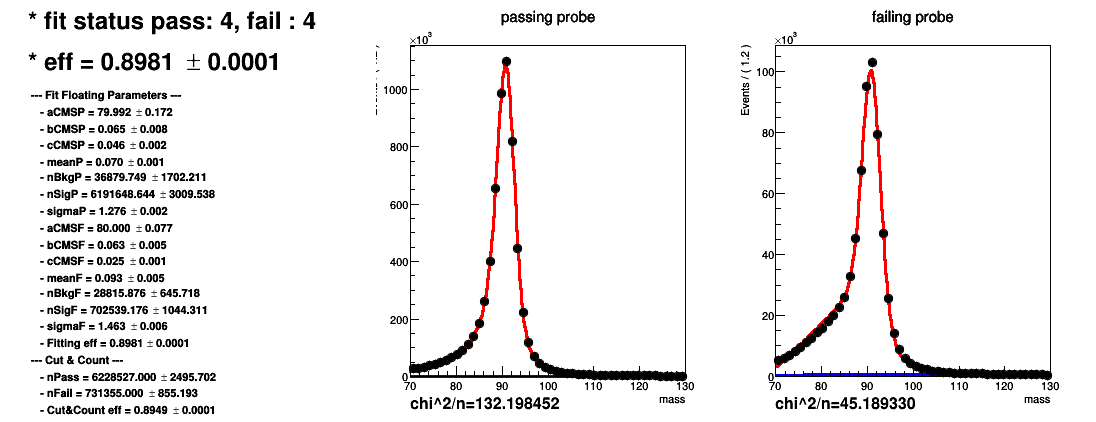 * fit status pass: 4, fail : 4
* eff = 0.8981 ± 0.0001
--- Fit Floating Parameters ---
- aCMSP = 79.992 ± 0.172
- bCMSP = 0.065 ± 0.008
- cCMSP = 0.046 ± 0.002
- meanP = 0.070 ± 0.001
- nBkgP = 36879.749 ± 1702.211
- nSigP = 6191648.644 ± 3009.538
- sigmaP = 1.276 ± 0.002
- aCMSF = 80.000 ± 0.077
- bCMSF = 0.063 ± 0.005
- cCMSF = 0.025 ± 0.001
- meanF = 0.093 ± 0.005
- nBkgF = 28815.876 ± 645.718
- nSigF = 702539.176 ± 1044.311
- sigmaF = 1.463 ± 0.006
- Fitting eff = 0.8981 ± 0.0001
--- Cut & Count ---
- nPass = 6228527.000 ± 2495.702
- nFail = 731355.000 ± 855.193
- Cut&Count eff = 0.8949 ± 0.0001
passing probe
×10³
1000
800
600
400
200
0
70 80 90 100 110 120 130
mass
chi^2/n=132.198452
failing probe
×10³
Events / ( 1.2 )
100
80
60
40
20
0
70 80 90 100 110 120 130
mass
chi^2/n=45.189330